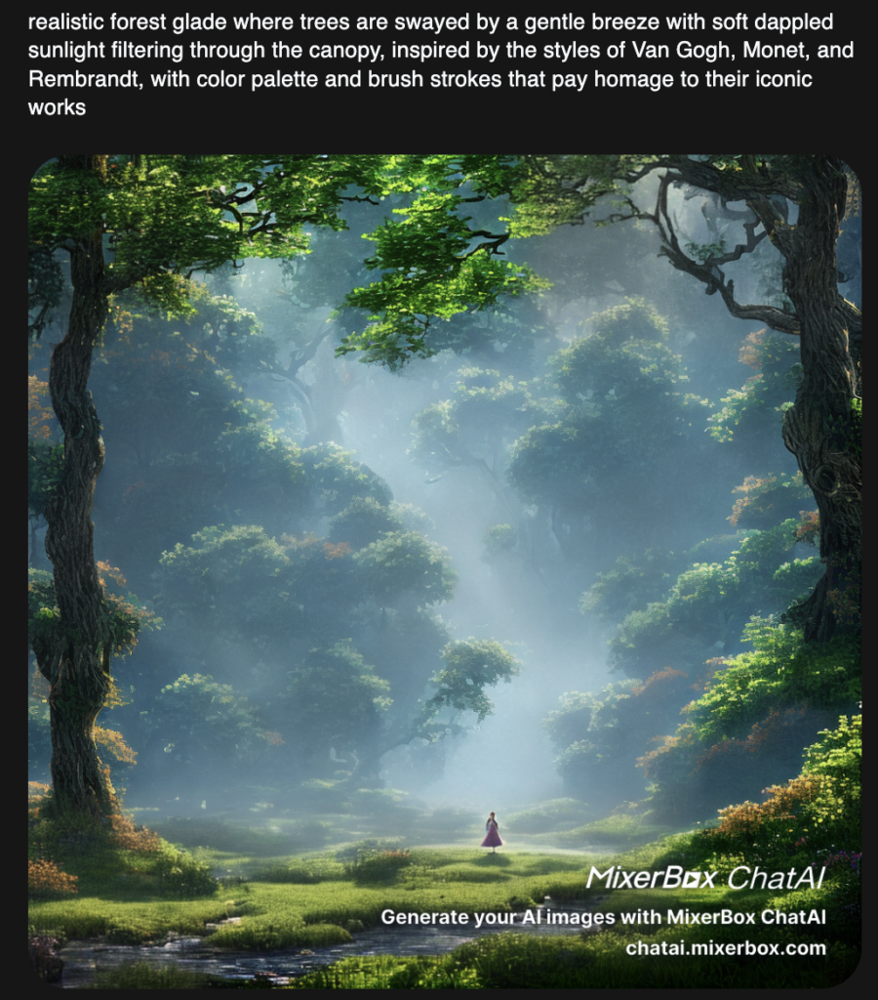 realistic forest glade where trees are swayed by a gentle breeze with soft dappled
sunlight filtering through the canopy, inspired by the styles of Van Gogh, Monet, and
Rembrandt, with color palette and brush strokes that pay homage to their iconic
works
MixerBox ChatAI
Generate your AI images with MixerBox ChatAI
chatai.mixerbox.com